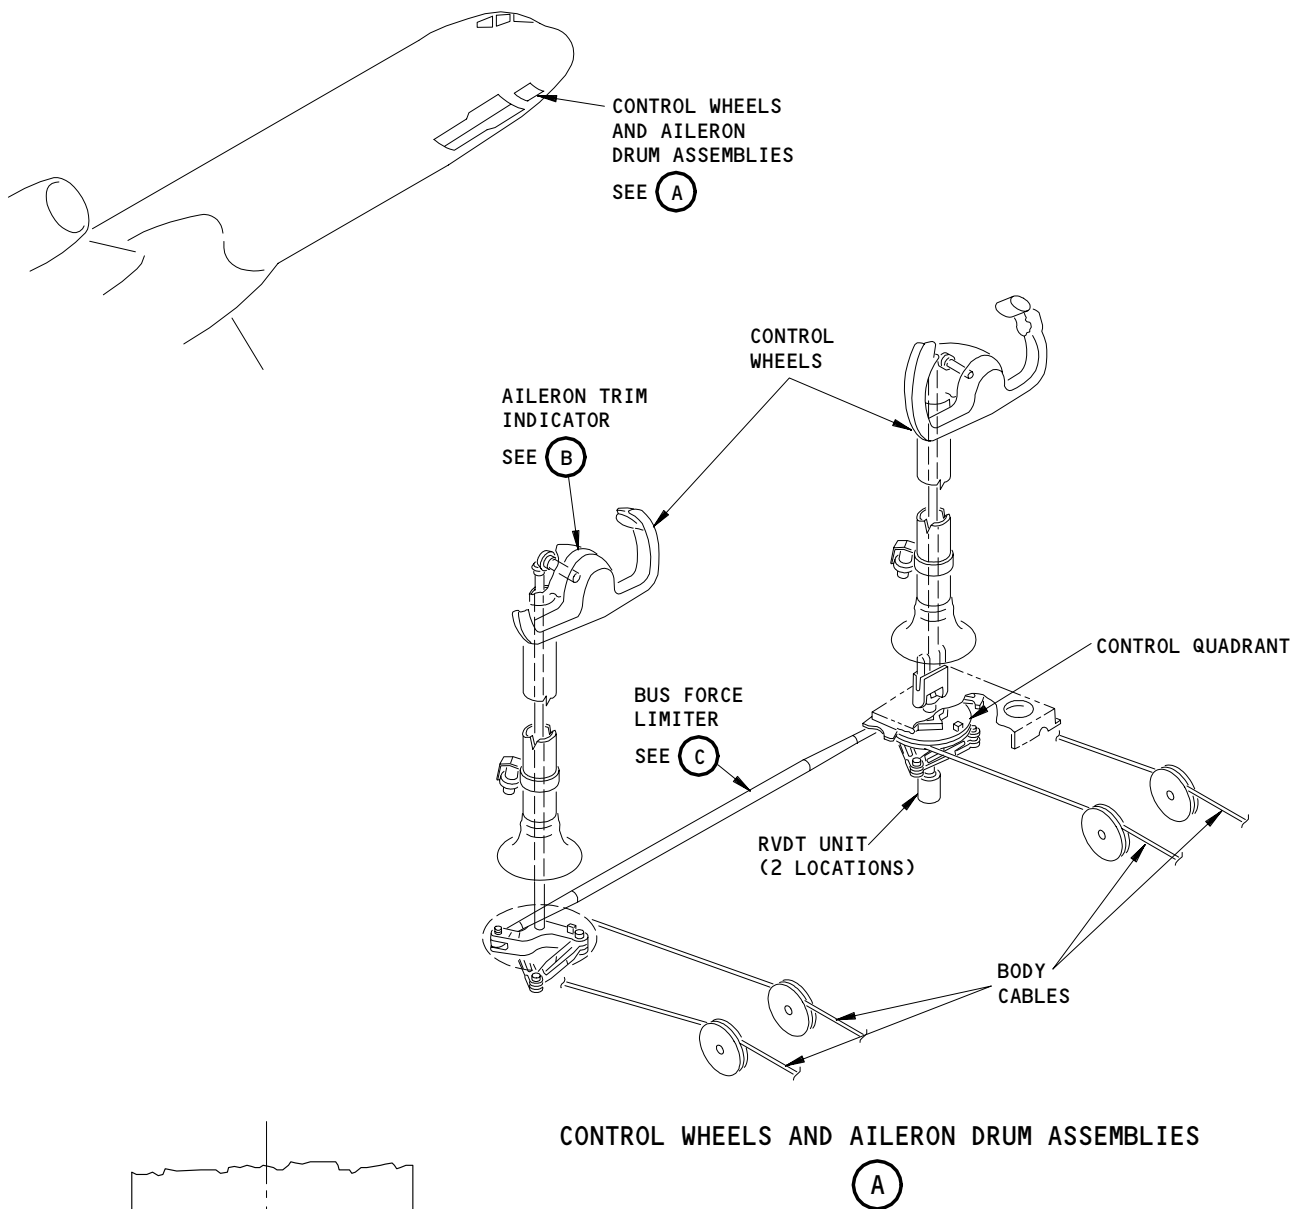 CONTROL WHEELS
AND AILERON
DRUM ASSEMBLIES
SEE A
CONTROL
WHEELS
AILERON TRIM
INDICATOR
SEE B
CONTROL QUADRANT
BUS FORCE
LIMITER
SEE C
RVDT UNIT
(2 LOCATIONS)
BODY
CABLES
CONTROL WHEELS AND AILERON DRUM ASSEMBLIES
A